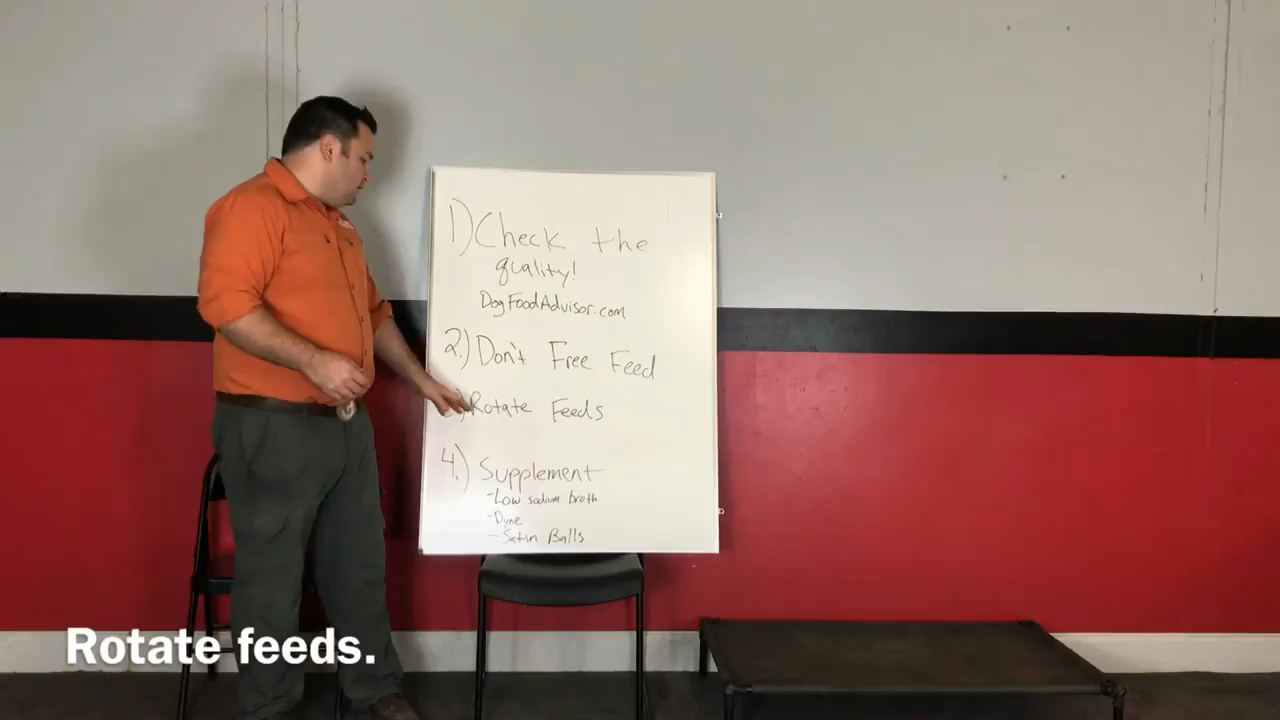 1) Check the
quality!
DogFoodAdvisor.com
2.) Don't Free Feed
Rotate Feeds
4.) Supplement
-Low sodium broth
-Dyne
-Satin Balls
Rotate feeds.